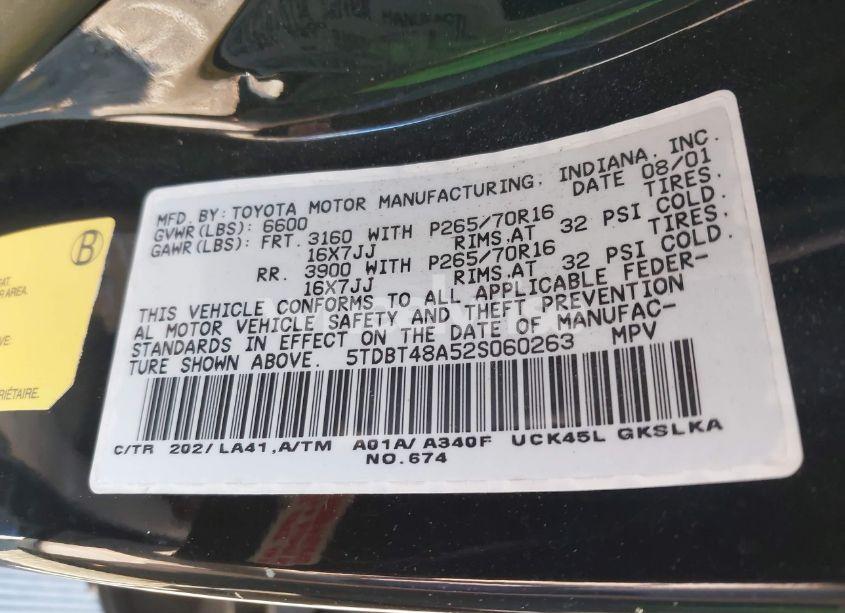 MFD. BY: TOYOTA MOTOR MANUFACTURING, INDIANA, INC.
GVWR(LBS): 6600 DATE 08/01
GAWR(LBS): FRT. 3160 WITH P265/70R16 TIRES,
16X7JJ RIMS,AT 32 PSI COLD.
RR. 3900 WITH P265/70R16 TIRES,
16X7JJ RIMS,AT 32 PSI COLD.
THIS VEHICLE CONFORMS TO ALL APPLICABLE FEDER-
AL MOTOR VEHICLE SAFETY AND THEFT PREVENTION
STANDARDS IN EFFECT ON THE DATE OF MANUFAC-
TURE SHOWN ABOVE. 5TDBT48A52S060263 MPV
C/TR 202/LA41,A/TM A01A/A340F UCK45L GKSLKA
NO.674
B
AREA.